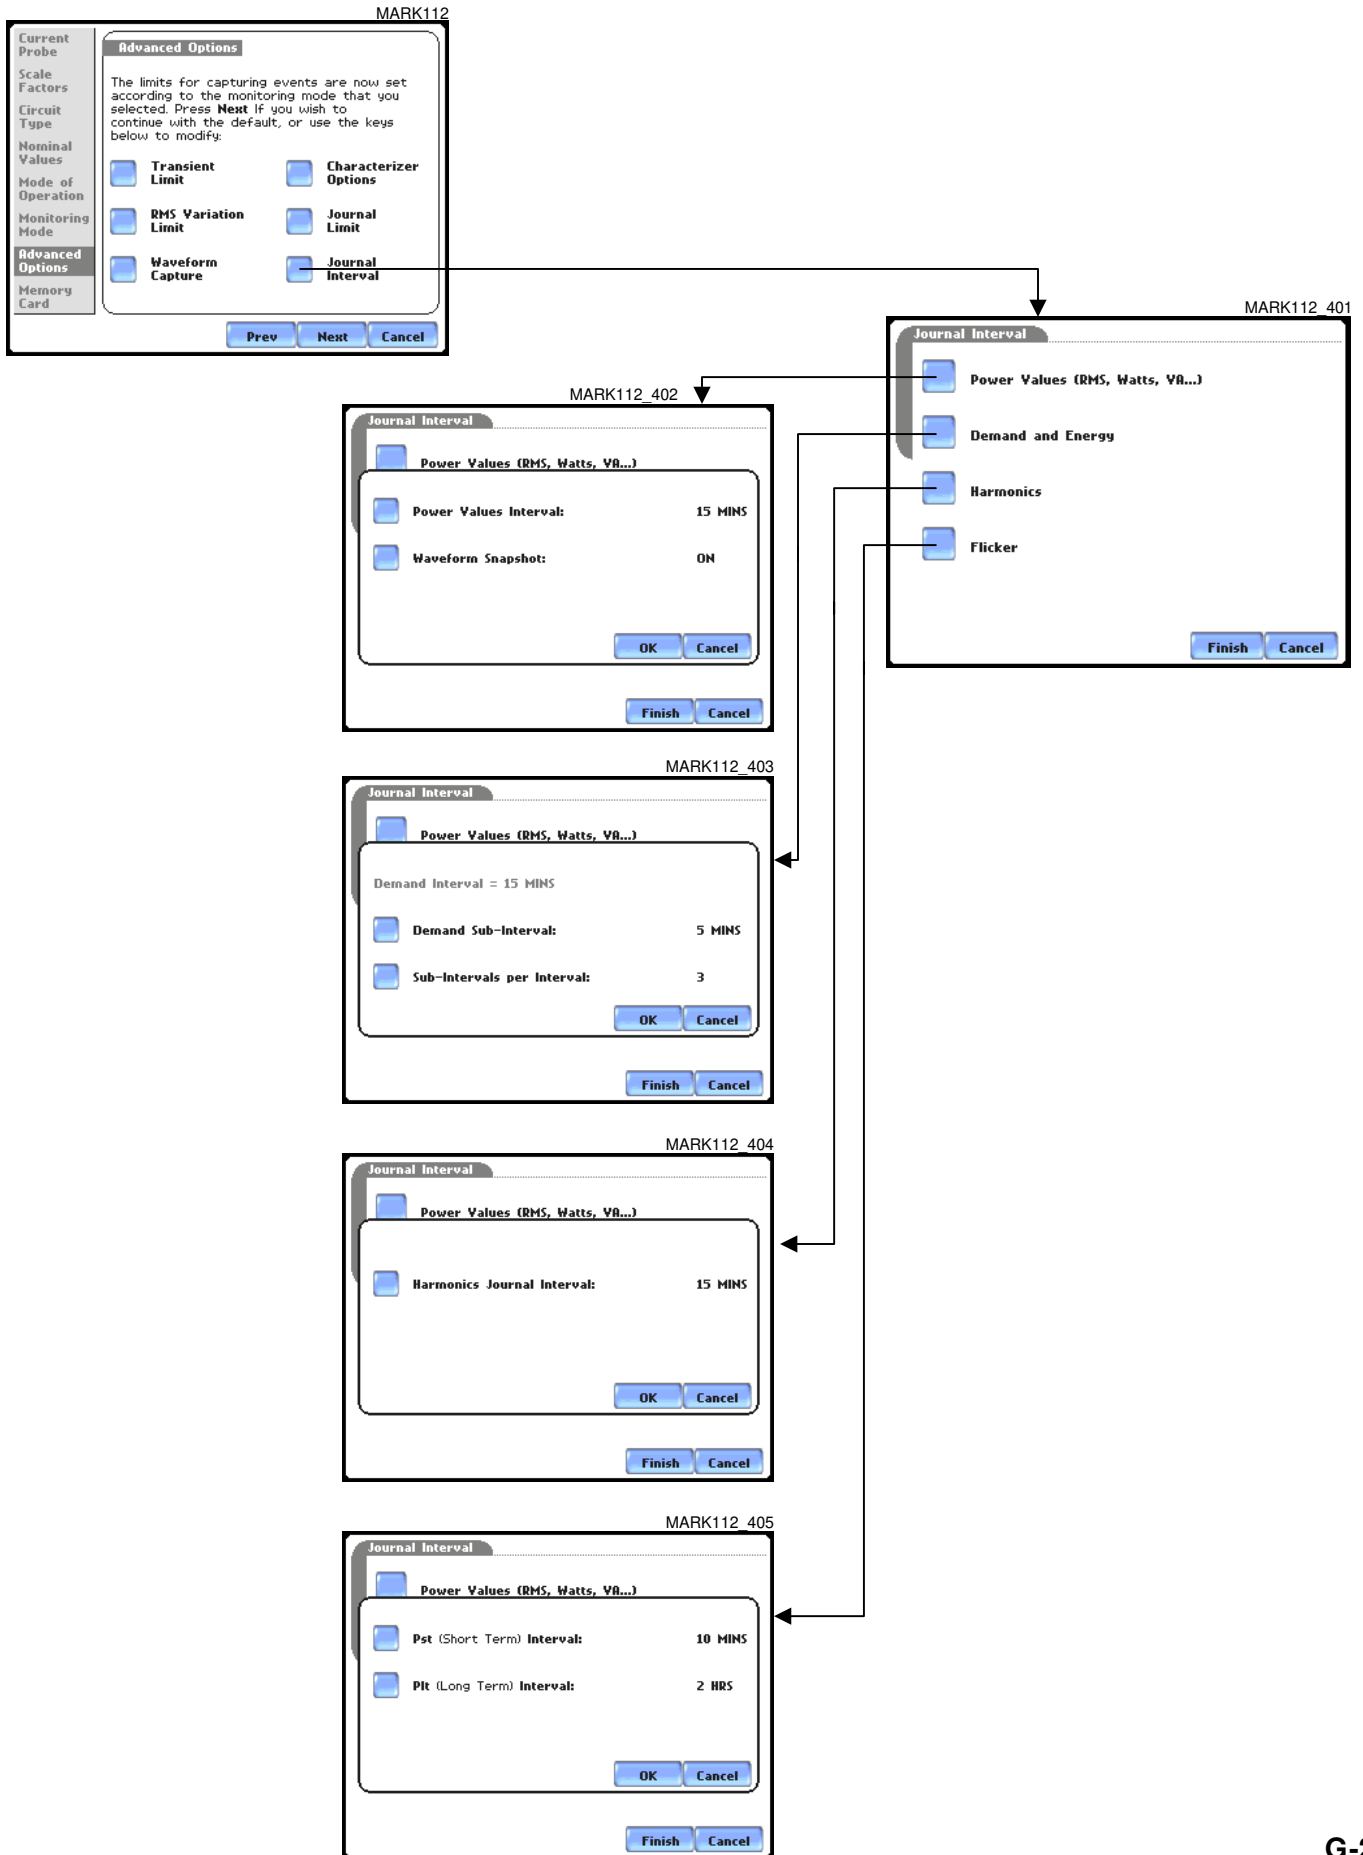 MARK112
Current
Probe
Scale
Factors
Circuit
Type
Nominal
Values
Mode of
Operation
Monitoring
Mode
Advanced
Options
Memory
Card
Advanced Options
The limits for capturing events are now set
according to the monitoring mode that you
selected. Press Next If you wish to
continue with the default, or use the keys
below to modify:
Transient
Limit
Characterizer
Options
RMS Variation
Limit
Journal
Limit
Waveform
Capture
Journal
Interval
Prev Next Cancel
MARK112_401
Journal Interval
Power Values (RMS, Watts, VA...)
Demand and Energy
Harmonics
Flicker
Finish Cancel
MARK112_402
Journal Interval
Power Values (RMS, Watts, VA...)
Power Values Interval: 15 MINS
Waveform Snapshot: ON
OK Cancel
Finish Cancel
MARK112_403
Journal Interval
Power Values (RMS, Watts, VA...)
Demand Interval = 15 MINS
Demand Sub-Interval: 5 MINS
Sub-Intervals per Interval: 3
OK Cancel
Finish Cancel
MARK112_404
Journal Interval
Power Values (RMS, Watts, VA...)
Harmonics Journal Interval: 15 MINS
OK Cancel
Finish Cancel
MARK112_405
Journal Interval
Power Values (RMS, Watts, VA...)
Pst (Short Term) Interval: 10 MINS
Plt (Long Term) Interval: 2 HRS
OK Cancel
Finish Cancel